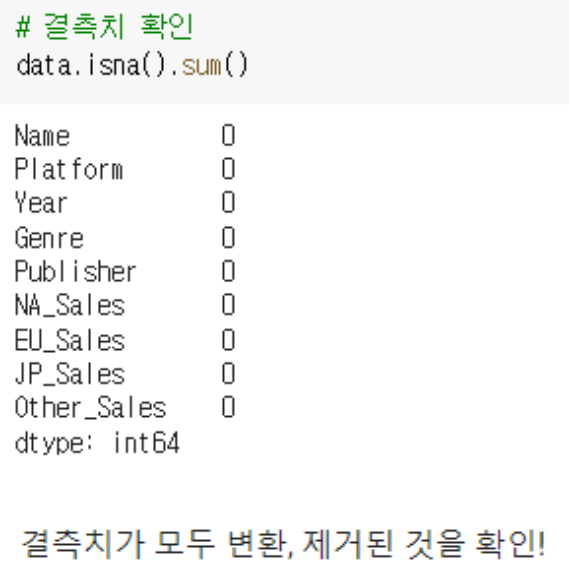 # 결측치 확인
data.isna().sum()
Name 0
Platform 0
Year 0
Genre 0
Publisher 0
NA_Sales 0
EU_Sales 0
JP_Sales 0
Other_Sales 0
dtype: int64
결측치가 모두 변환, 제거된 것을 확인!